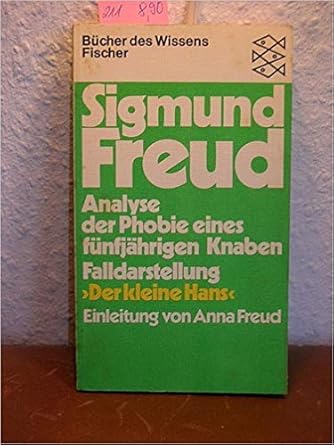 211 8,90
Bücher des Wissens
Fischer
Sigmund
Freud
Analyse
der Phobie eines
fünfjährigen Knaben
Falldarstellung
›Der kleine Hans‹
Einleitung von Anna Freud